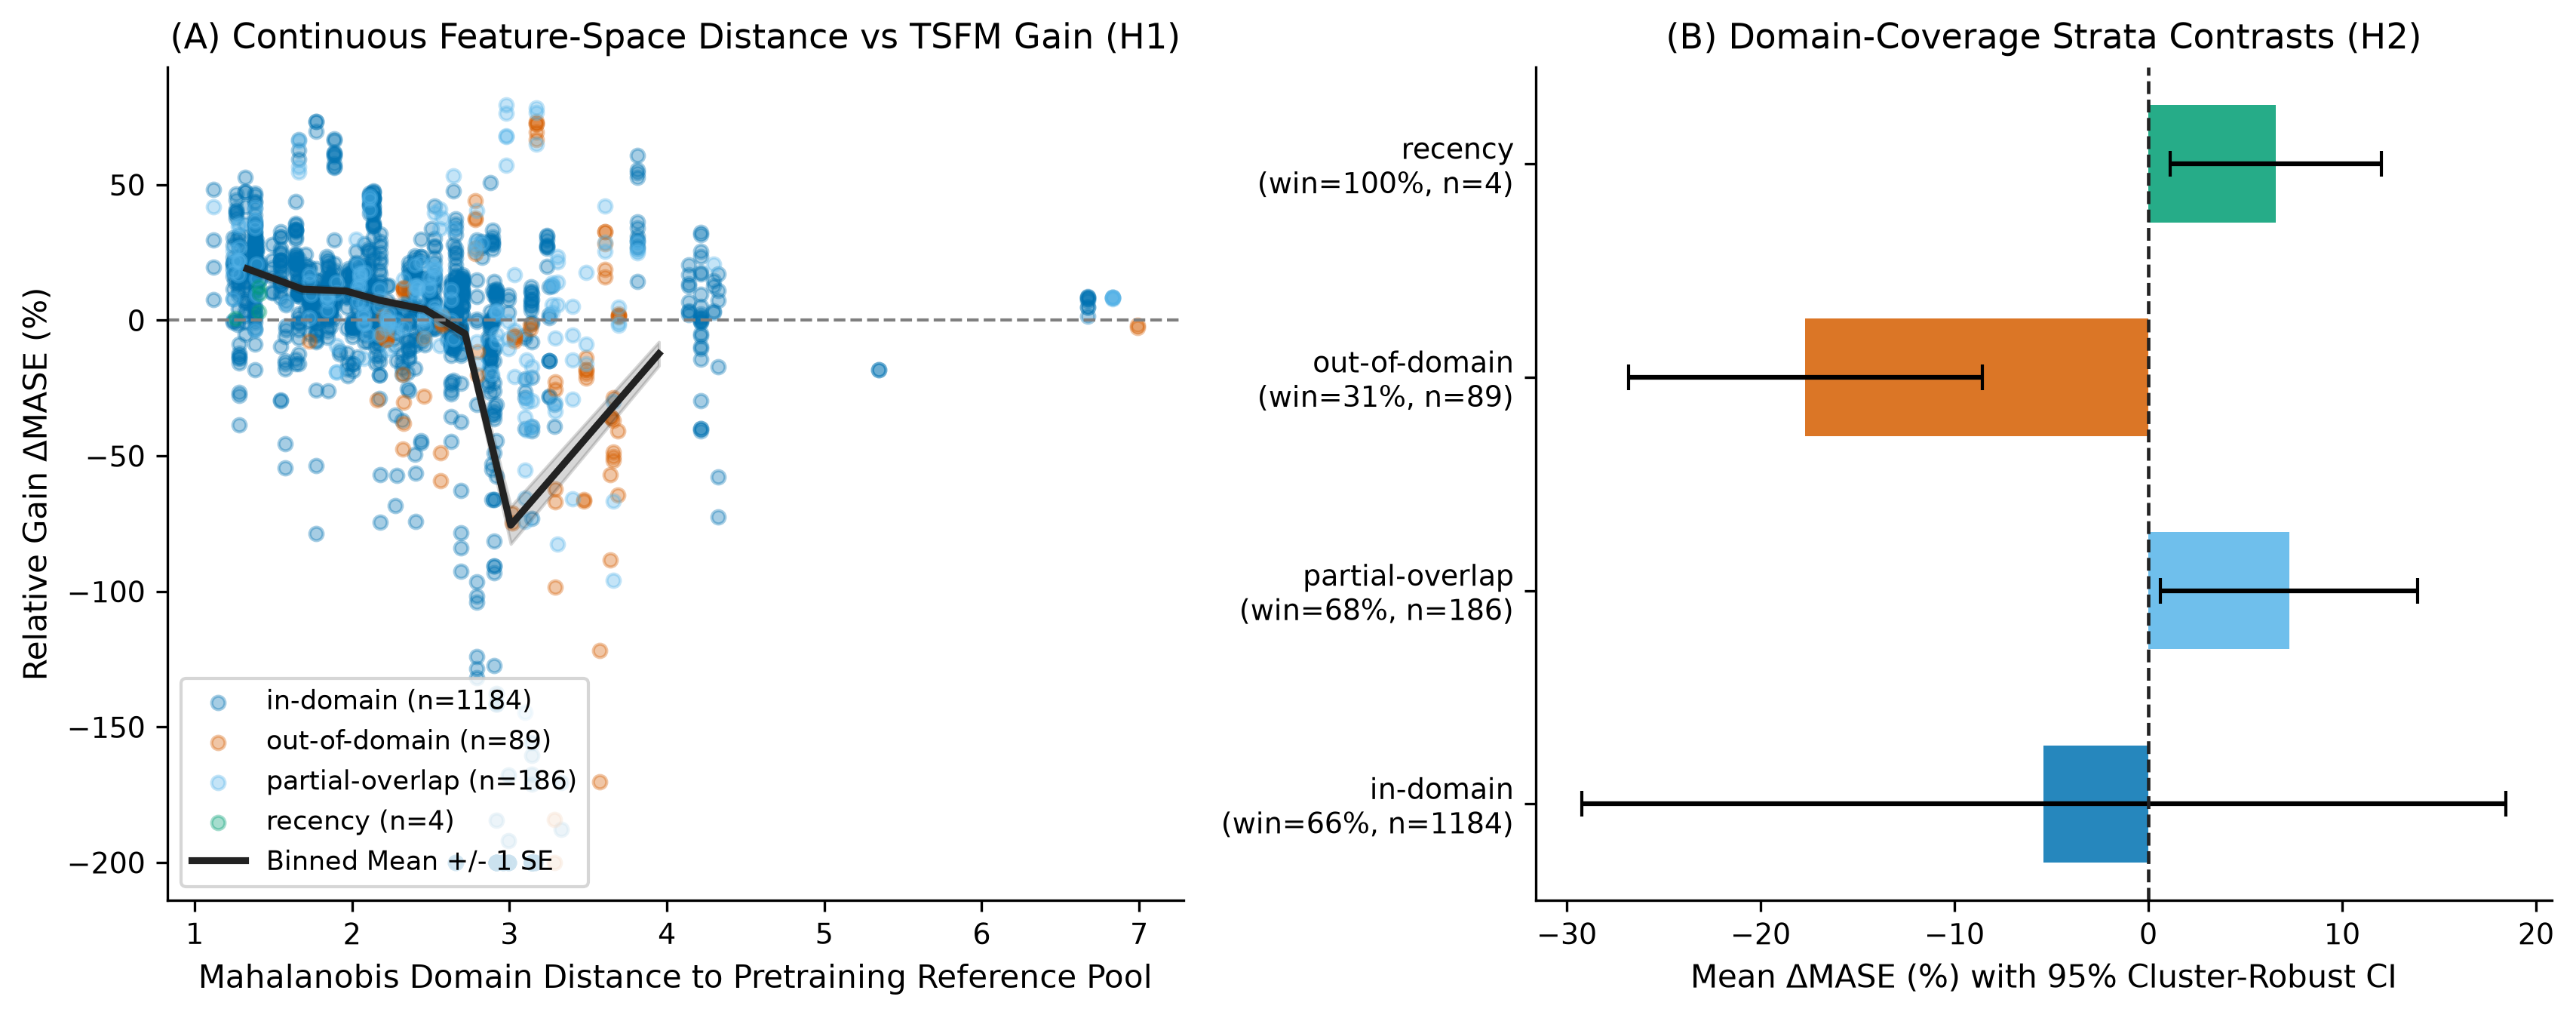 (A) Continuous Feature-Space Distance vs TSFM Gain (H1)
Relative Gain ΔMASE (%)
50
0
−50
−100
−150
−200
in-domain (n=1184)
out-of-domain (n=89)
partial-overlap (n=186)
recency (n=4)
Binned Mean +/- 1 SE
1 2 3 4 5 6 7
Mahalanobis Domain Distance to Pretraining Reference Pool
(B) Domain-Coverage Strata Contrasts (H2)
recency
(win=100%, n=4)
out-of-domain
(win=31%, n=89)
partial-overlap
(win=68%, n=186)
in-domain
(win=66%, n=1184)
−30 −20 −10 0 10 20
Mean ΔMASE (%) with 95% Cluster-Robust CI